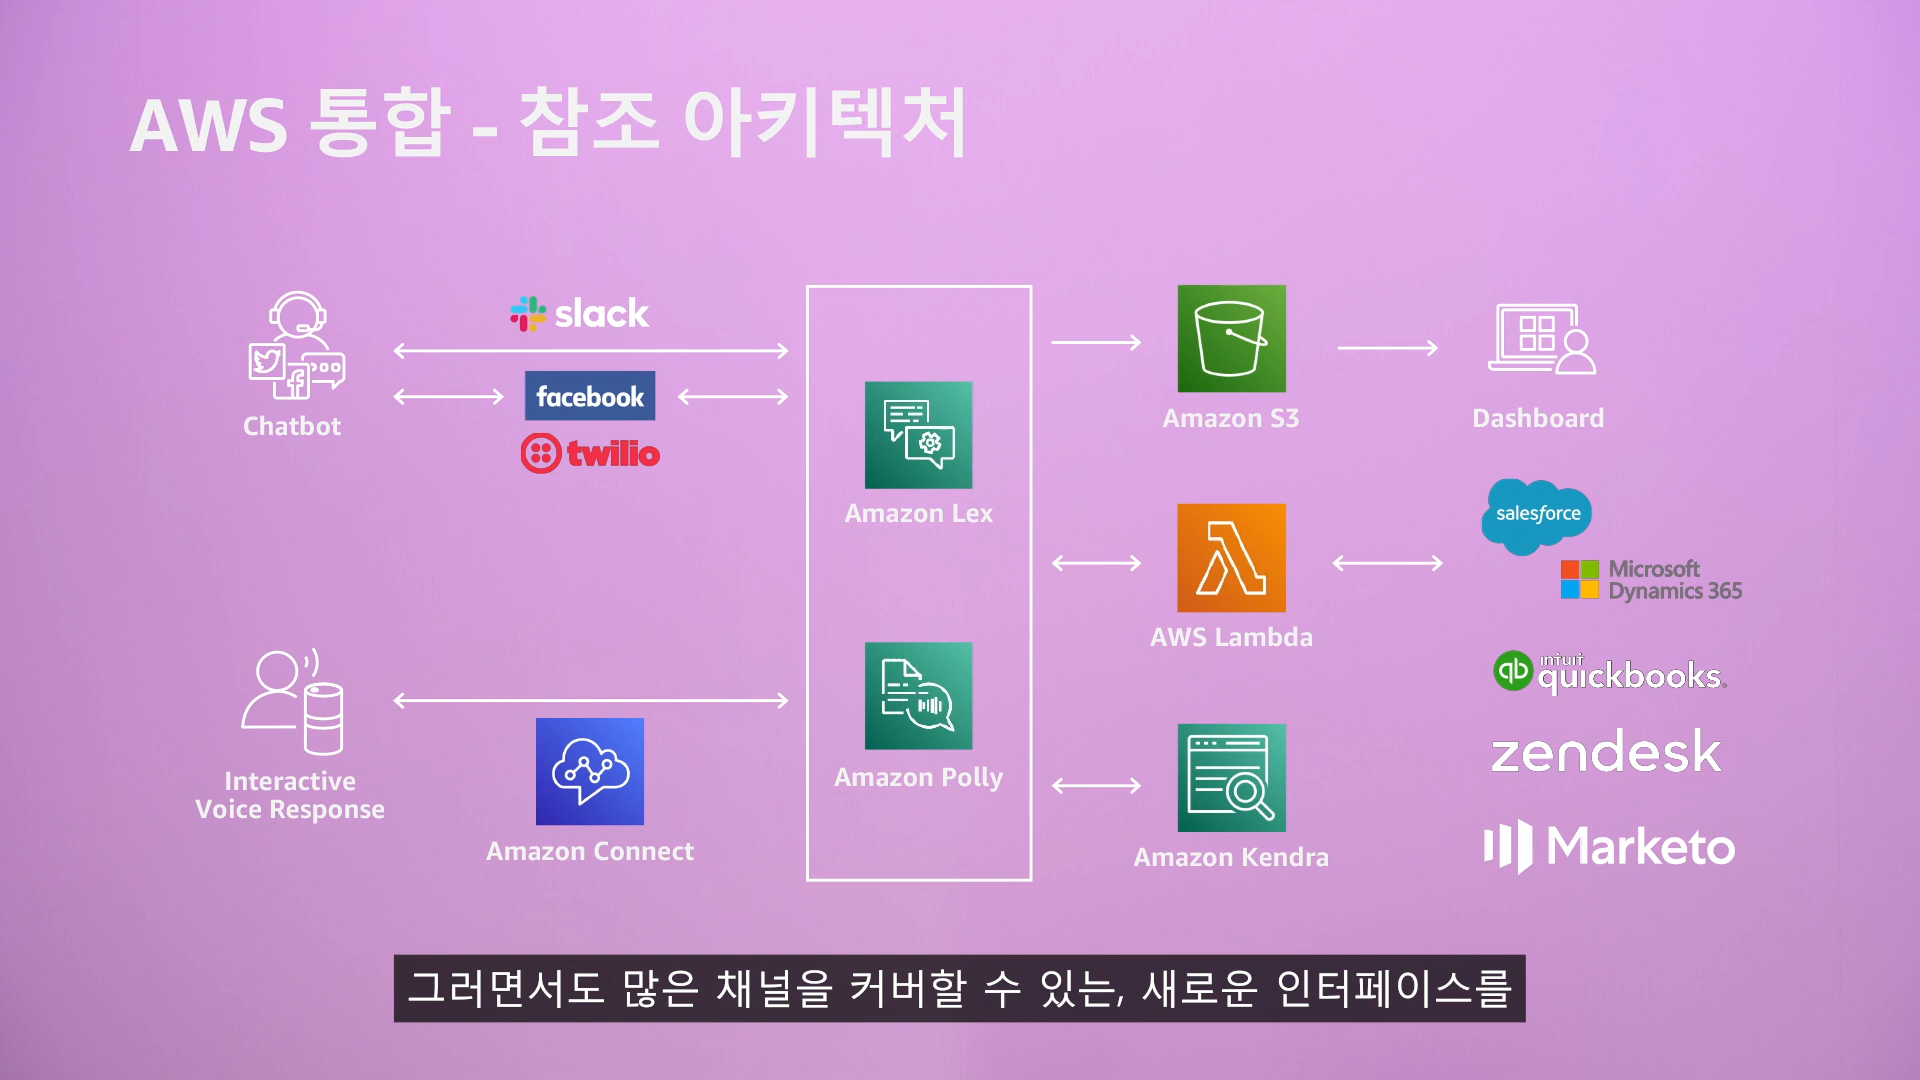 AWS 통합 - 참조 아키텍처
slack
facebook
twilio
Chatbot
Amazon Lex
Amazon S3
Dashboard
salesforce
Microsoft
Dynamics 365
AWS Lambda
intuit
quickbooks.
zendesk
Marketo
Interactive
Voice Response
Amazon Connect
Amazon Polly
Amazon Kendra
그러면서도 많은 채널을 커버할 수 있는, 새로운 인터페이스를